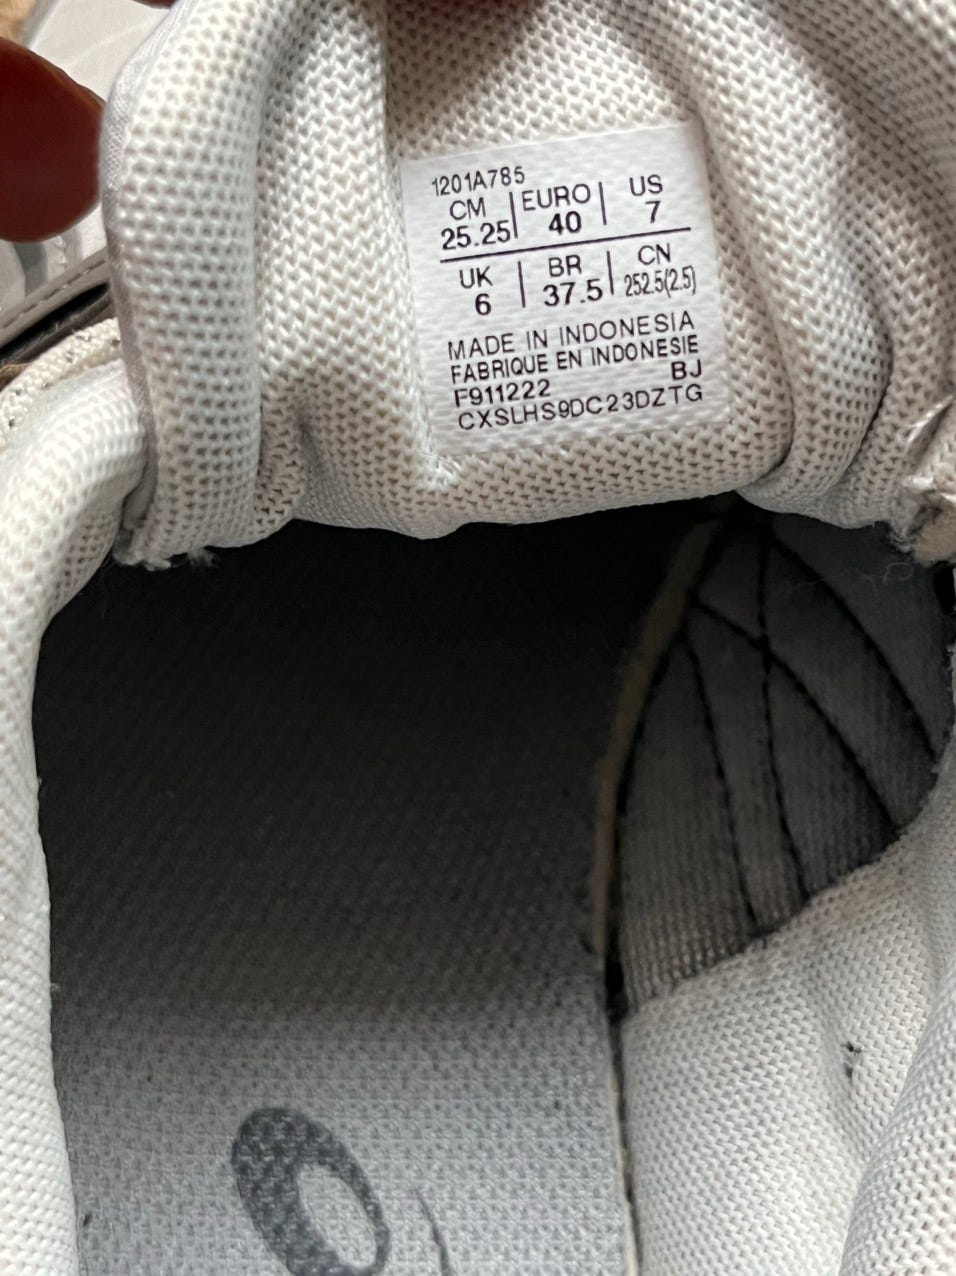 1201A785
CM | EURO | US
25.25 | 40 | 7
UK | BR | CN
6 | 37.5 | 252.5(2.5)
MADE IN INDONESIA
FABRIQUE EN INDONESIE
F911222 BJ
CXSLHS9DC23DZTG